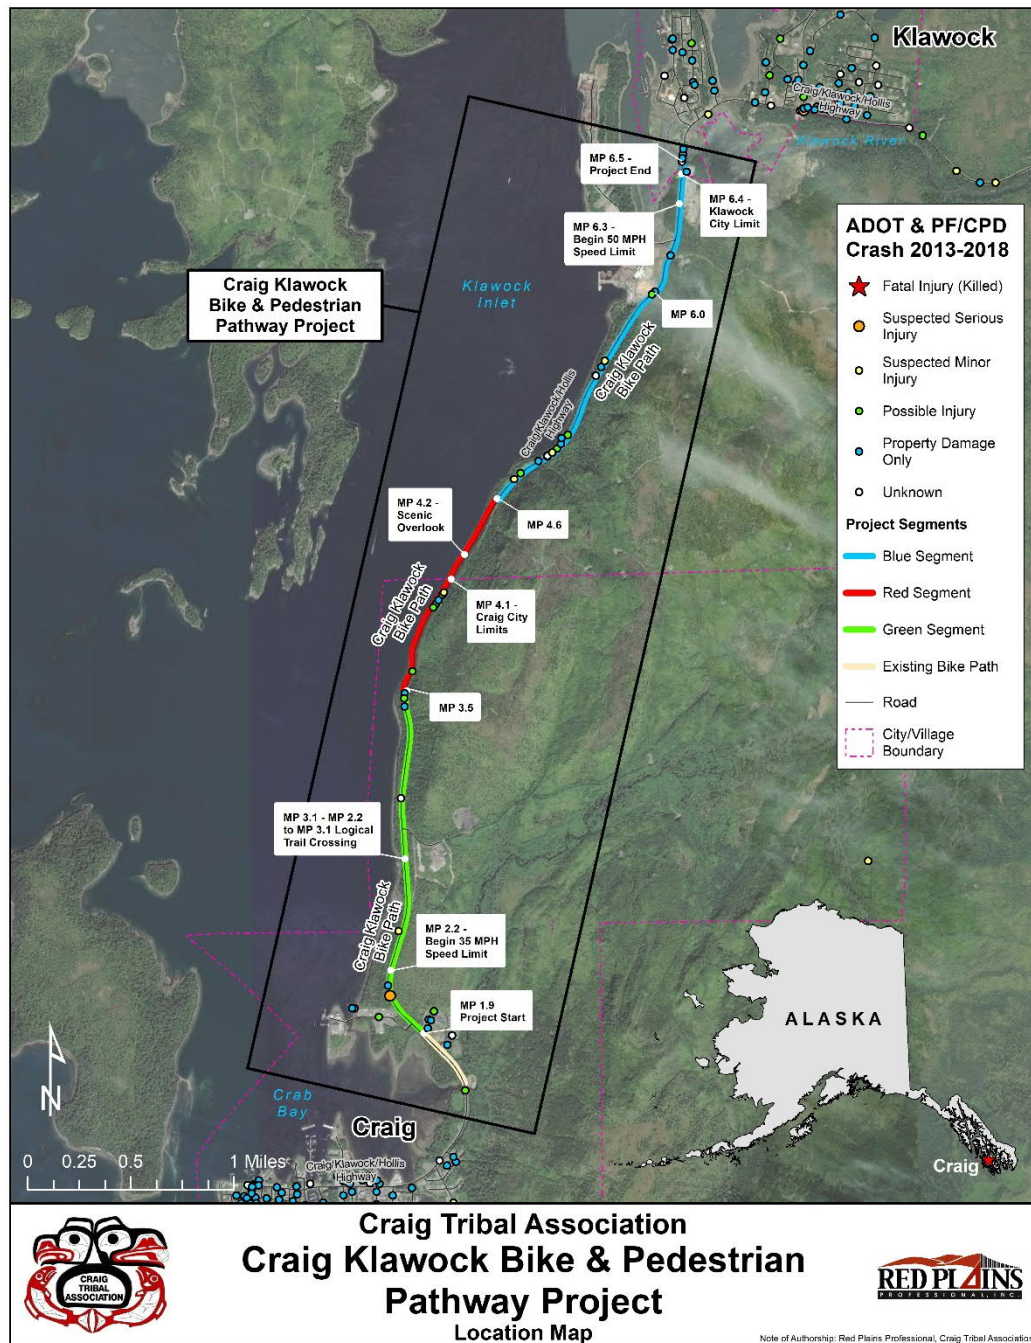 Klawock
Craig/Klawock/Hollis
Highway
Klawock River
MP 6.5 -
Project End
MP 6.4 -
Klawock
City Limit
MP 6.3 -
Begin 50 MPH
Speed Limit
Craig Klawock
Bike & Pedestrian
Pathway Project
Klawock
Inlet
MP 6.0
Craig Klawock
Bike Path
Craig/Klawock/Hollis
Highway
MP 4.2 -
Scenic
Overlook
MP 4.6
Craig Klawock
Bike Path
MP 4.1 -
Craig City
Limits
MP 3.5
MP 3.1 - MP 2.2
to MP 3.1 Logical
Trail Crossing
Craig Klawock
Bike Path
MP 2.2 -
Begin 35 MPH
Speed Limit
MP 1.9
Project Start
Crab
Bay
Craig
Craig/Klawock/Hollis
Highway
ADOT & PF/CPD
Crash 2013-2018
Fatal Injury (Killed)
Suspected Serious
Injury
Suspected Minor
Injury
Possible Injury
Property Damage
Only
Unknown
Project Segments
Blue Segment
Red Segment
Green Segment
Existing Bike Path
Road
City/Village
Boundary
ALASKA
Craig
N
0 0.25 0.5 1 Miles
CRAIG
TRIBAL
ASSOCIATION
Craig Tribal Association
Craig Klawock Bike & Pedestrian
Pathway Project
Location Map
RED PLAINS
PROFESSIONAL, INC.
Note of Authorship: Red Plains Professional, Craig Tribal Association